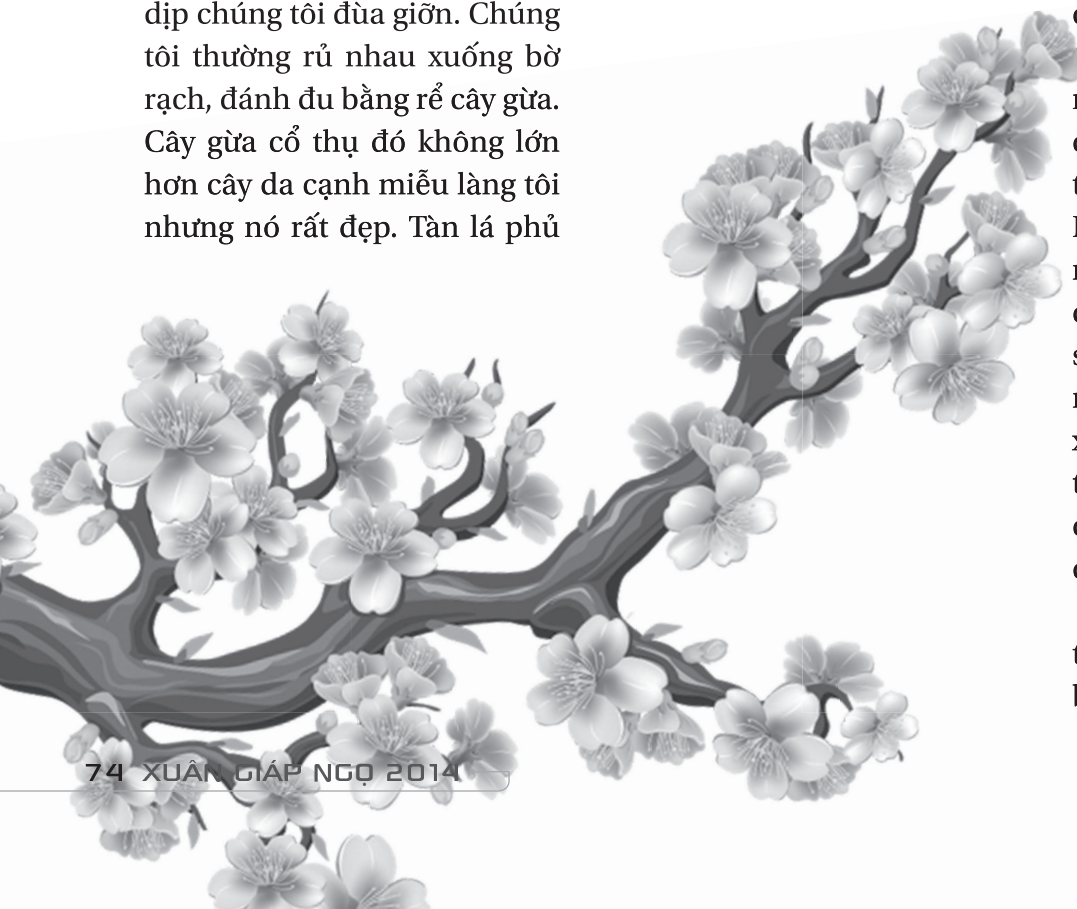 dịp chúng tôi đùa giỡn. Chúng
tôi thường rủ nhau xuống bờ
rạch, đánh đu bằng rể cây gừa.
Cây gừa cổ thụ đó không lớn
hơn cây da cạnh miễu làng tôi
nhưng nó rất đẹp. Tàn lá phủ
74 XUÂN GIÁP NGỌ 2014